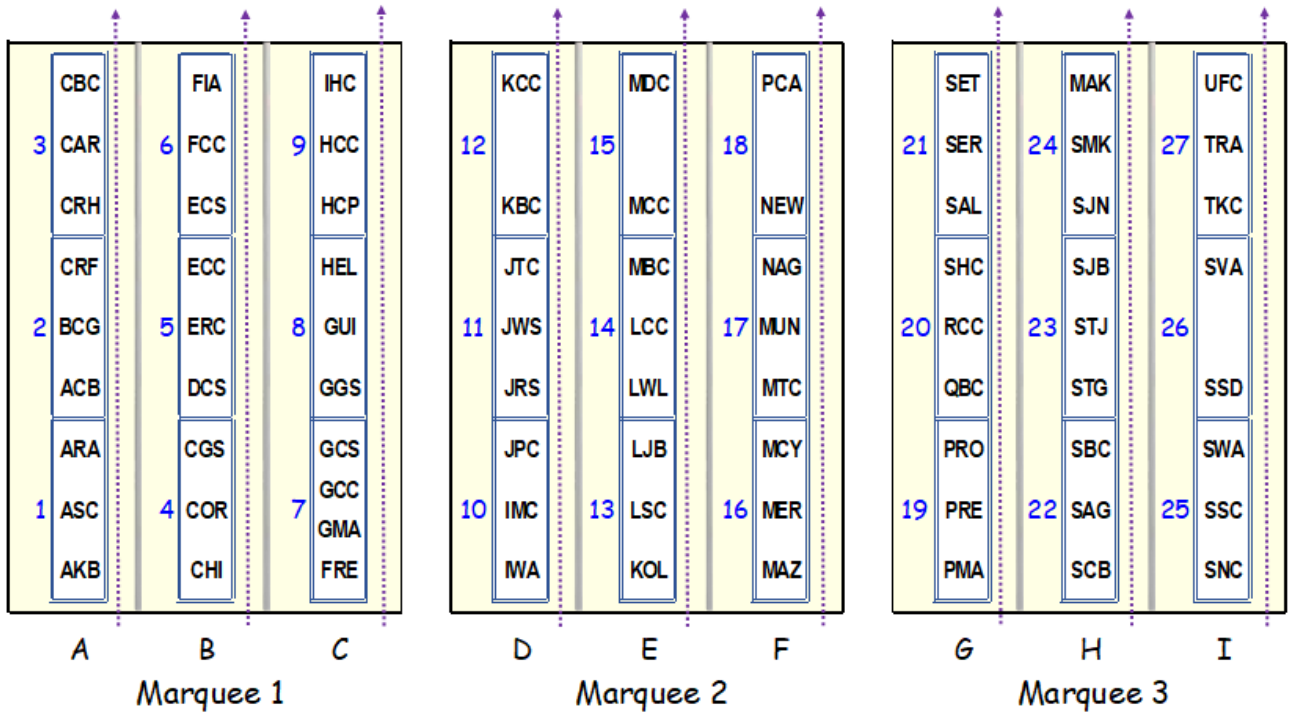 CBC FIA IHC KCC MDC PCA SET MAK UFC
3 CAR 6 FCC 9 HCC 12 15 18 21 SER 24 SMK 27 TRA
CRH ECS HCP KBC MCC NEW SAL SJN TKC
CRF ECC HEL JTC MBC NAG SHC SJB SVA
2 BCG 5 ERC 8 GUI 11 JWS 14 LCC 17 MUN 20 RCC 23 STJ 26
ACB DCS GGS JRS LWL MTC QBC STG SSD
ARA CGS GCS JPC LJB MCY PRO SBC SWA
GCC
1 ASC 4 COR 7 10 IMC 13 LSC 16 MER 19 PRE 22 SAG 25 SSC
GMA
AKB CHI FRE IWA KOL MAZ PMA SCB SNC
A B C D E F G H I
Marquee 1 Marquee 2 Marquee 3